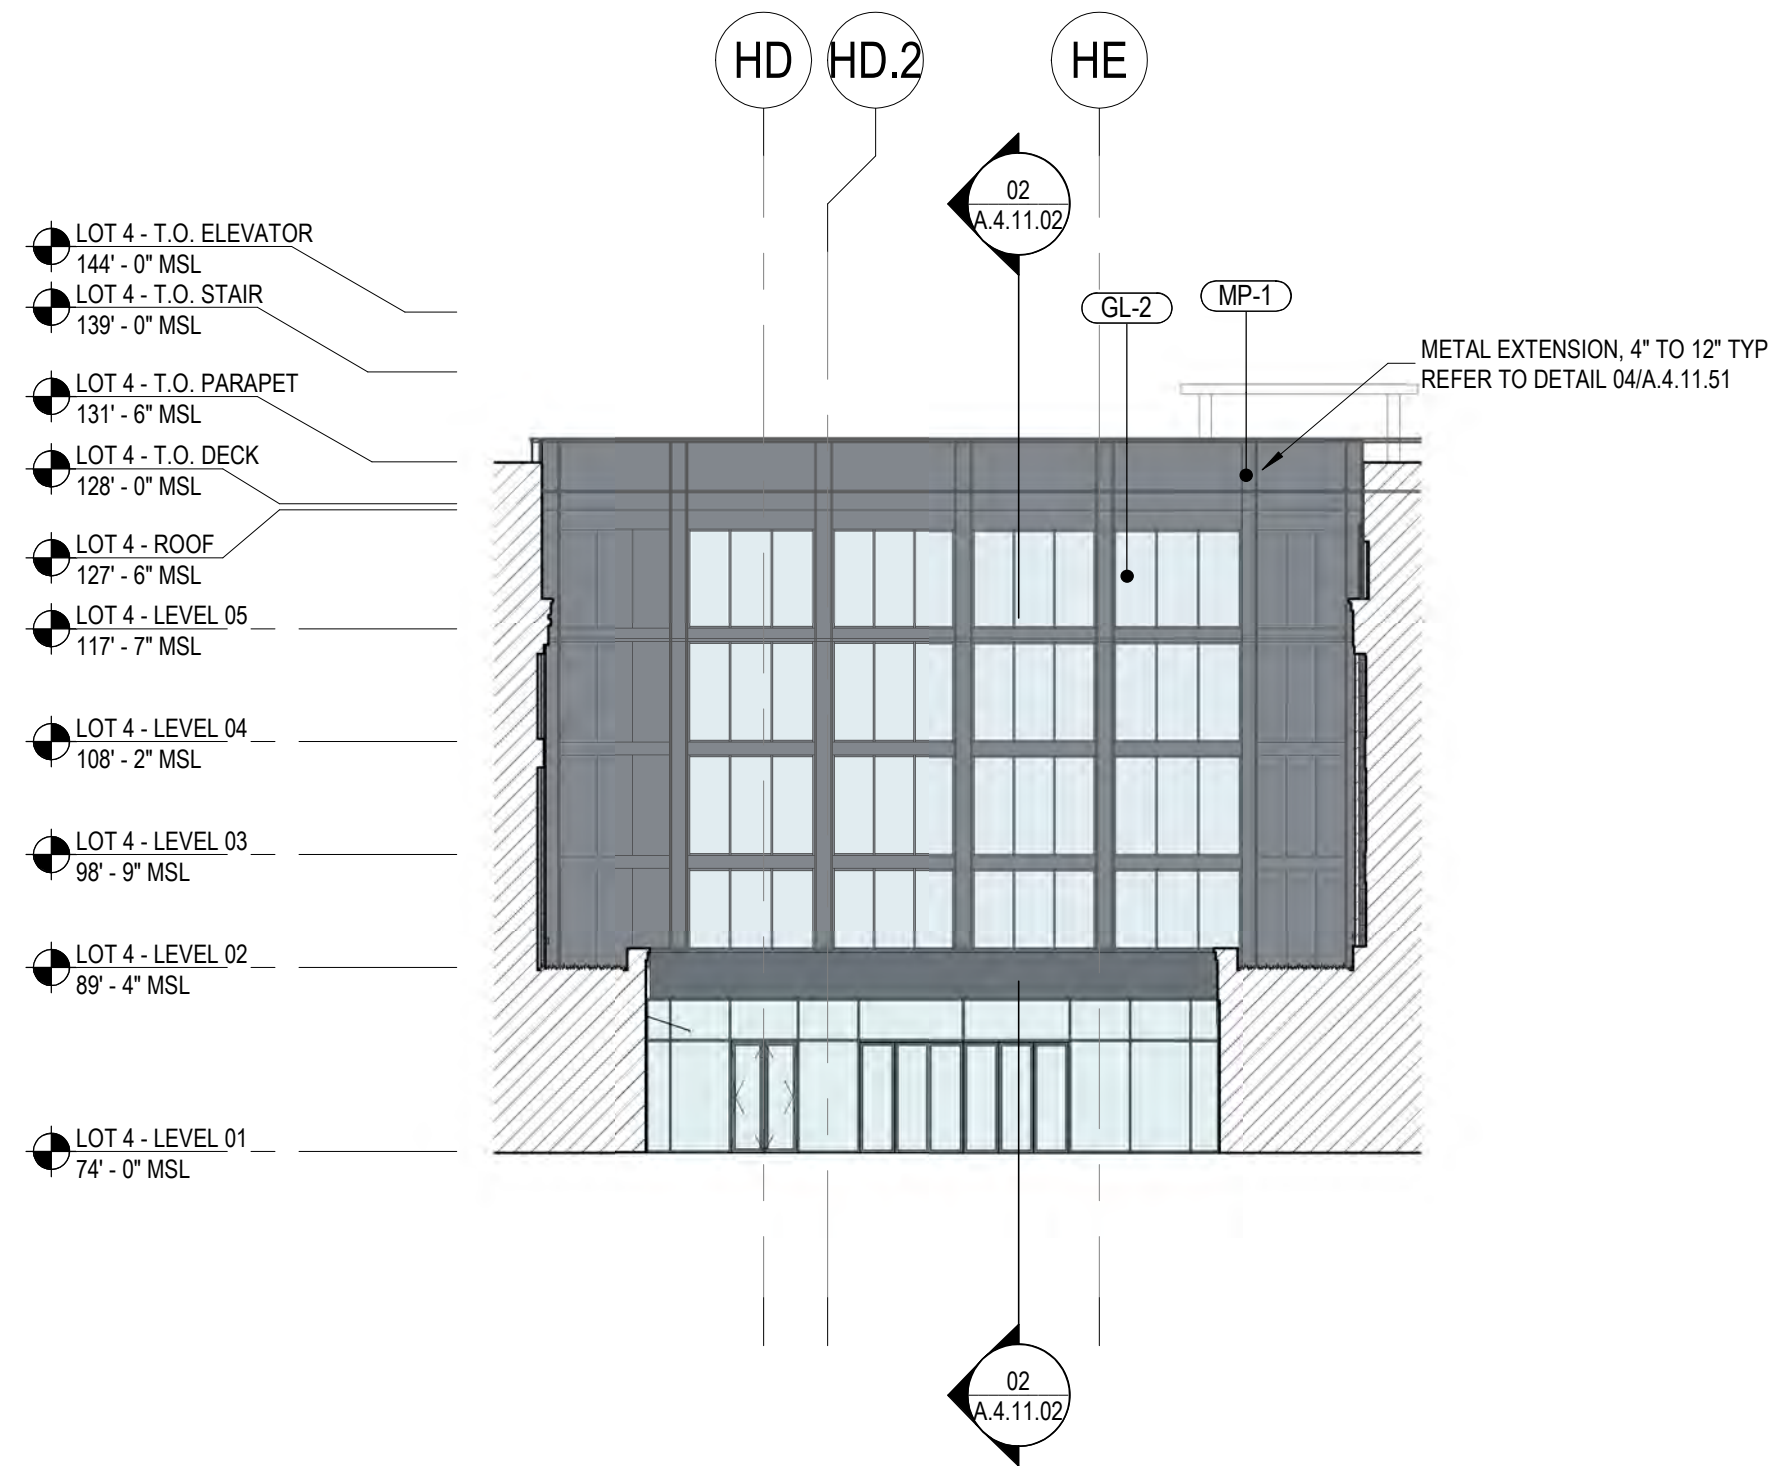 HD
HD.2
HE
02
A.4.11.02
LOT 4 - T.O. ELEVATOR
144' - 0" MSL
LOT 4 - T.O. STAIR
139' - 0" MSL
GL-2
MP-1
METAL EXTENSION, 4" TO 12" TYP
REFER TO DETAIL 04/A.4.11.51
LOT 4 - T.O. PARAPET
131' - 6" MSL
LOT 4 - T.O. DECK
128' - 0" MSL
LOT 4 - ROOF
127' - 6" MSL
LOT 4 - LEVEL 05
117' - 7" MSL
LOT 4 - LEVEL 04
108' - 2" MSL
LOT 4 - LEVEL 03
98' - 9" MSL
LOT 4 - LEVEL 02
89' - 4" MSL
LOT 4 - LEVEL 01
74' - 0" MSL
02
A.4.11.02